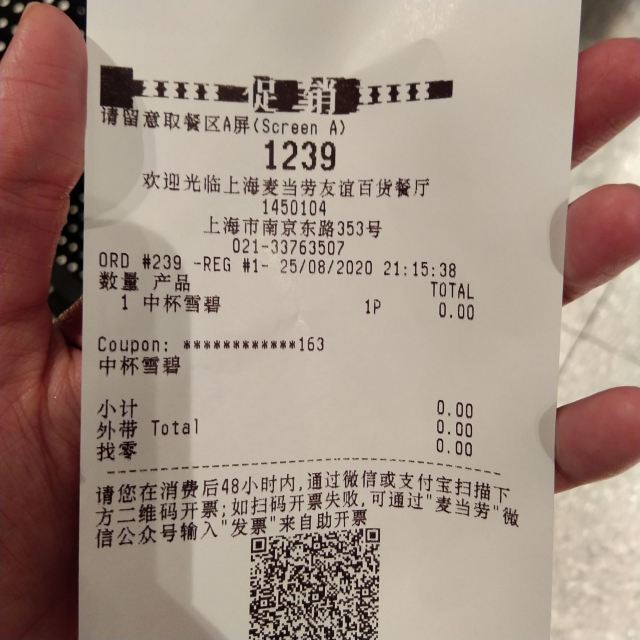 促 销
请留意取餐区A屏(Screen A)
1239
欢迎光临上海麦当劳友谊百货餐厅
1450104
上海市南京东路353号
021-33763507
ORD #239 -REG #1- 25/08/2020 21:15:38
数量 产品 TOTAL
1 中杯雪碧 1P 0.00
Coupon: ************163
中杯雪碧
小计 0.00
外带 Total 0.00
找零 0.00
请您在消费后48小时内,通过微信或支付宝扫描下
方二维码开票;如扫码开票失败,可通过"麦当劳"微
信公众号输入"发票"来自助开票